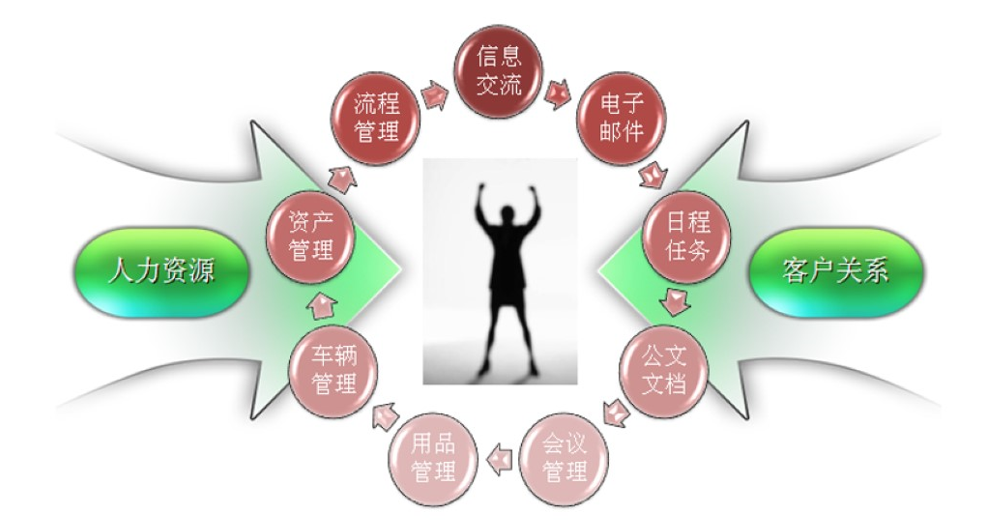 信息
交流
电子
邮件
日程
任务
公文
文档
会议
管理
用品
管理
车辆
管理
资产
管理
流程
管理
人力资源
客户关系